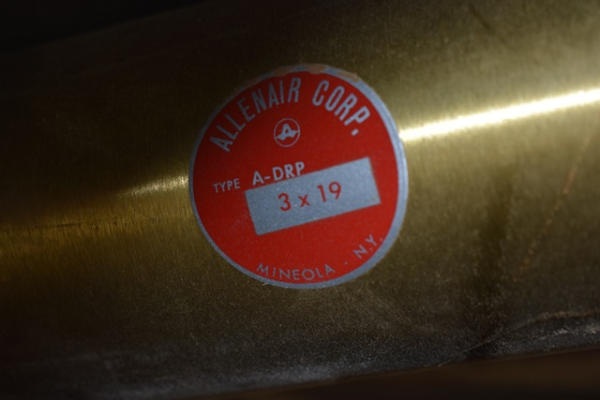 ALLENAIR CORP.
A
TYPE A-DRP
3 x 19
MINEOLA - N.Y.